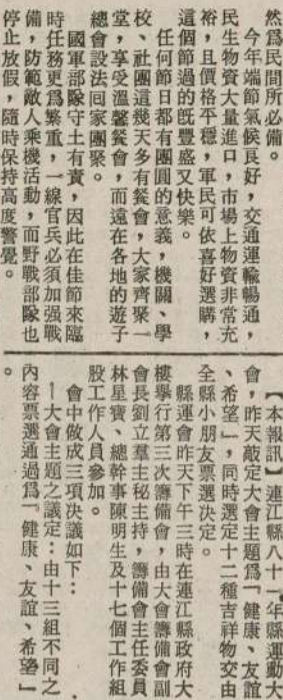 然爲民間所必備。
今年端節氣候良好，交通運輸暢通，
民生物資大量進口，市場上物資非常充
裕，且價格平穩，軍民可依喜好選購，
這個節過的旣豐盛又快樂。
任何節日都有團圓的意義，機關、學
校、社團這幾天多有餐會，大家齊聚一
堂，享受溫馨餐會，而遠在各地的遊子
總會設法囘家團聚。
國軍部隊守土有責，因此在佳節來臨
時任務更爲繁重，一線官兵必須加強戰
備，防範敵人乘機活動，而野戰部隊也
停止放假，隨時保持高度警覺。
【本報訊】連江縣八十一年縣運動大
會，昨天敲定大會主題爲「健康、友誼
、希望」，同時選定十二種吉祥物交由
全縣小朋友票選決定。
縣運會昨天下午三時在連江縣政府大
樓舉行第三次籌備會，由大會籌備會副
會長劉立羣主秘主持，籌備會主任委員
林星寶、總幹事陳明生及十七個工作組
股工作人員參加。
會中做成三項決議如下：
－大會主題之議定：由十三組不同之
內容票選通過爲「健康、友誼、希望」
。